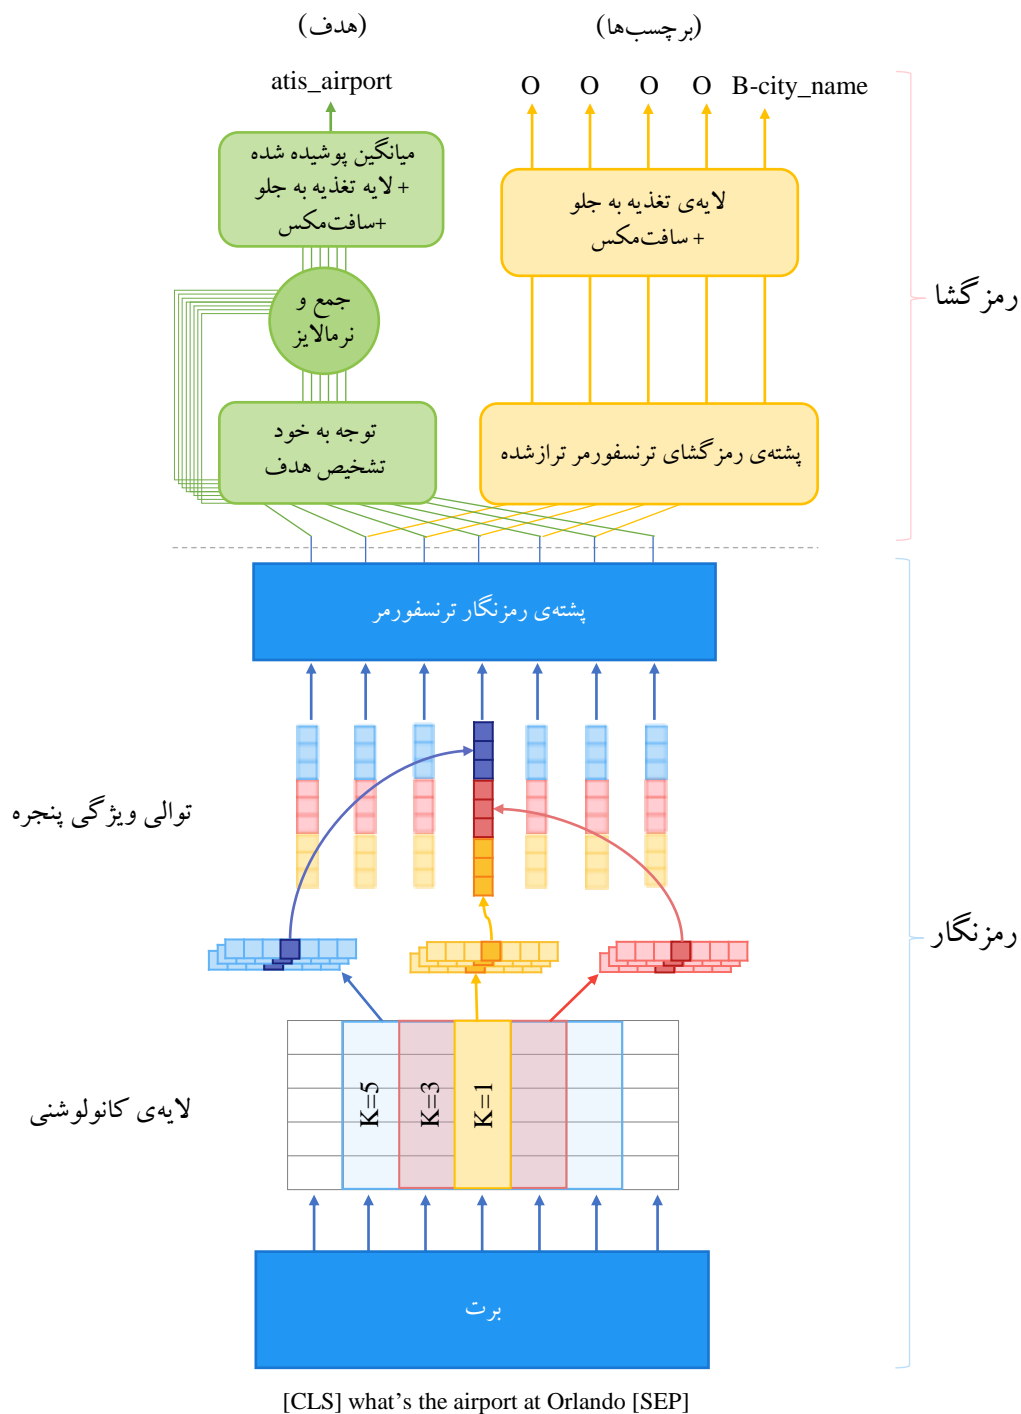 (هدف)
(برچسب‌ها)
atis_airport
O O O O B-city_name
میانگین پوشیده شده
+ لایه تغذیه به جلو
+سافت‌مکس
لایه‌ی تغذیه به جلو
+ سافت‌مکس
جمع و
نرمالایز
رمزگشا
توجه به خود
تشخیص هدف
پشته‌ی رمزگشای ترنسفورمر ترازشده
پشته‌ی رمزنگار ترنسفورمر
توالی ویژگی پنجره
رمزنگار
K=5
K=3
K=1
لایه‌ی کانولوشنی
برت
[CLS] what’s the airport at Orlando [SEP]